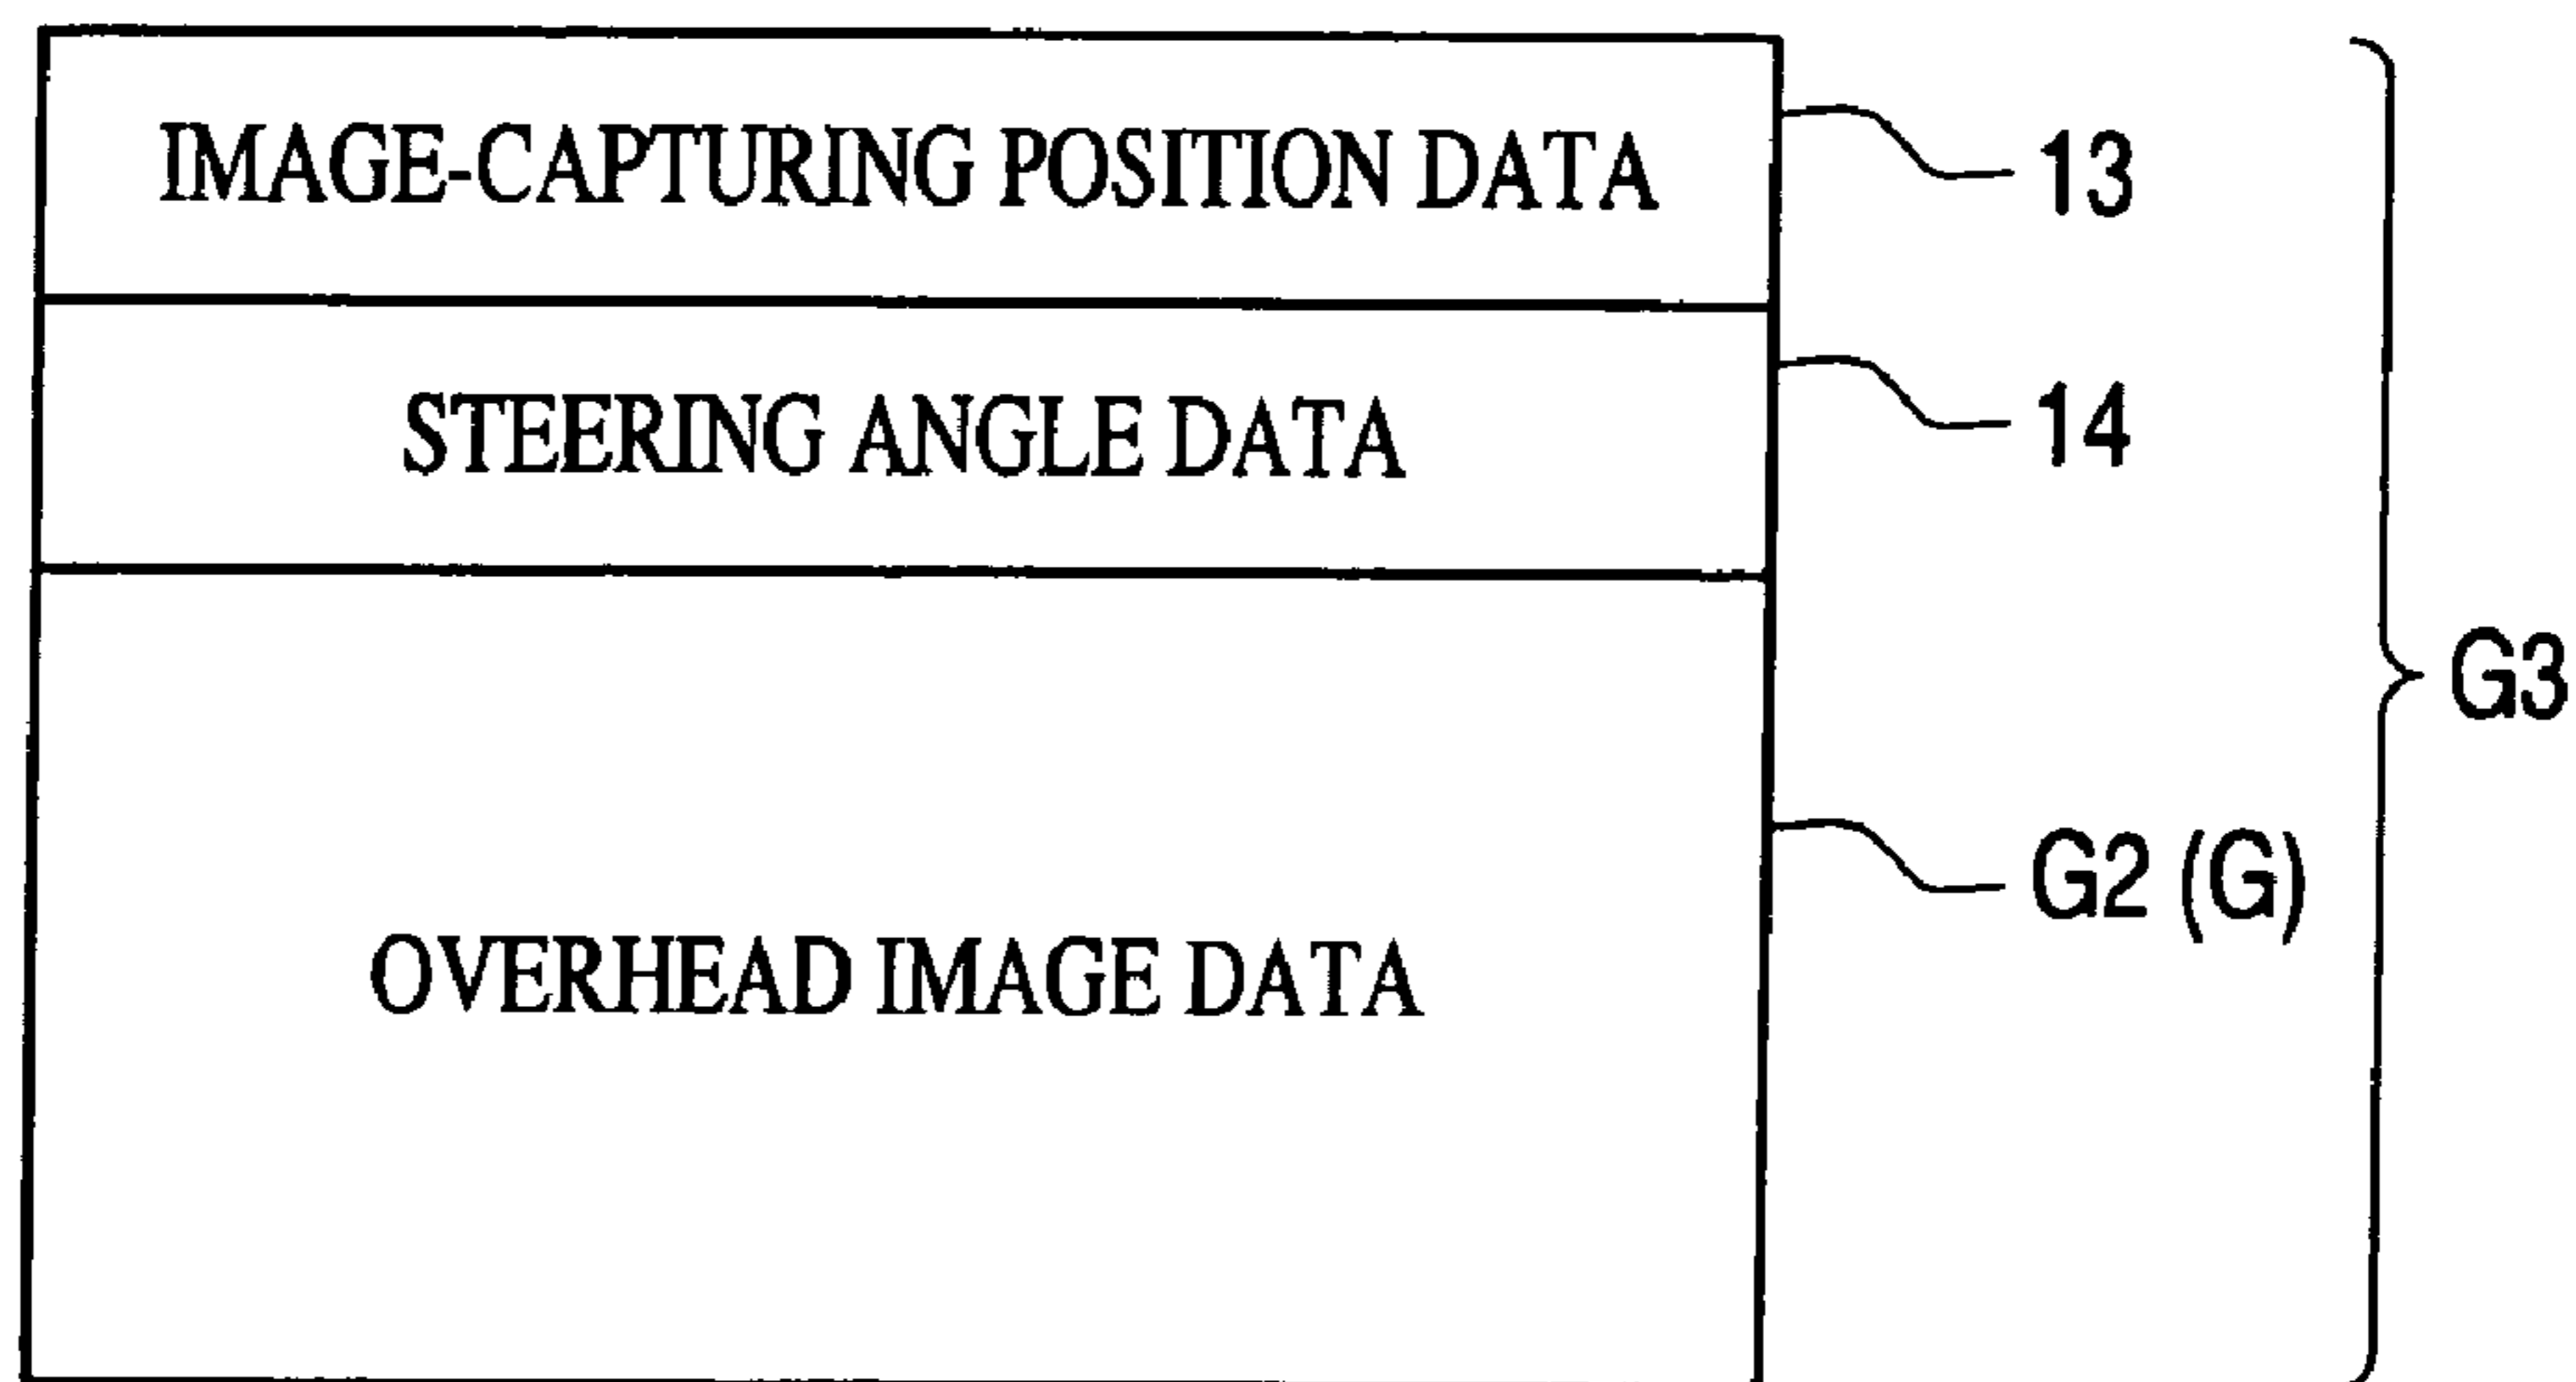 IMAGE-CAPTURING POSITION DATA
13
STEERING ANGLE DATA
14
G3
G2 (G)
OVERHEAD IMAGE DATA